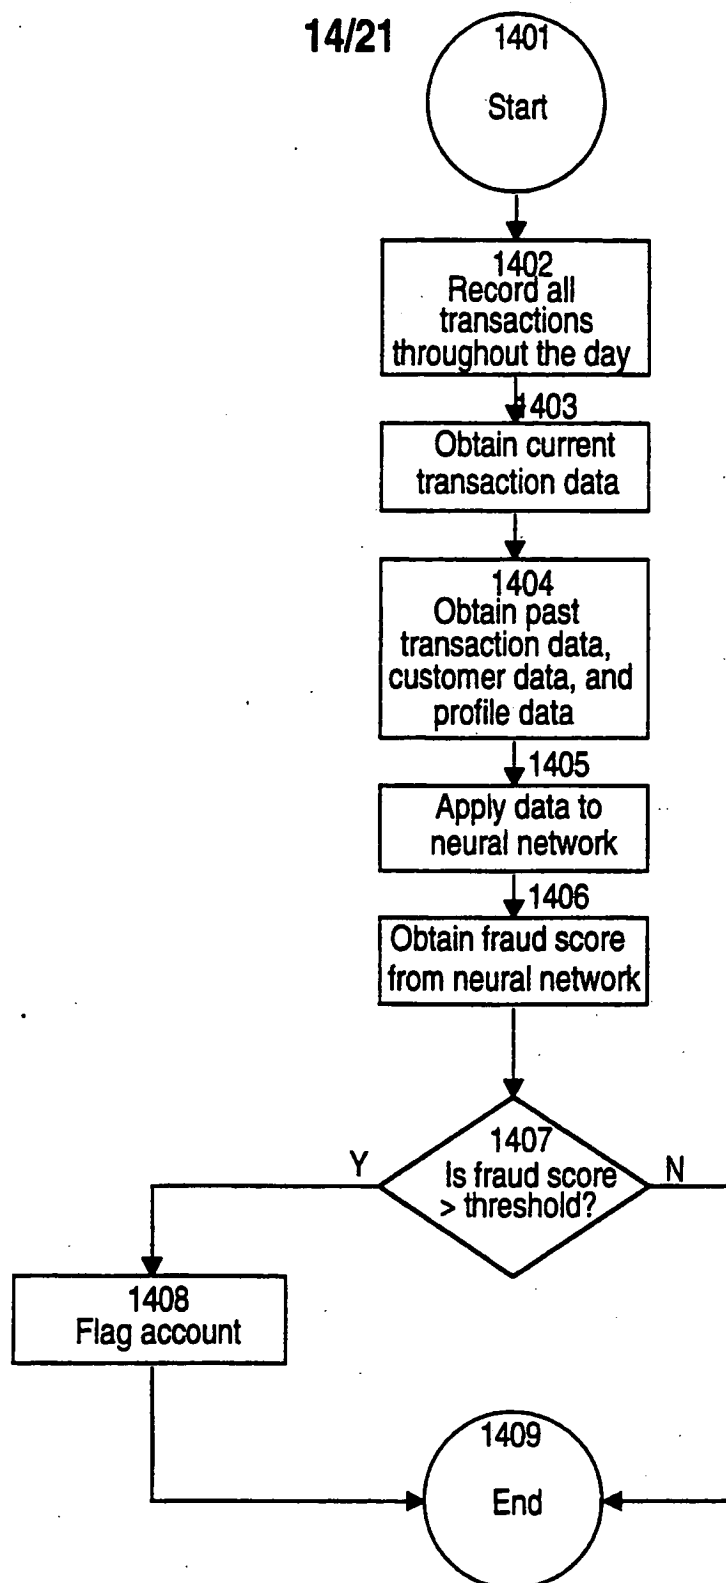 14/21
1401
Start
1402
Record all
transactions
throughout the day
1403
Obtain current
transaction data
1404
Obtain past
transaction data,
customer data, and
profile data
1405
Apply data to
neural network
1406
Obtain fraud score
from neural network
1407
Is fraud score
> threshold?
Y
N
1408
Flag account
1409
End